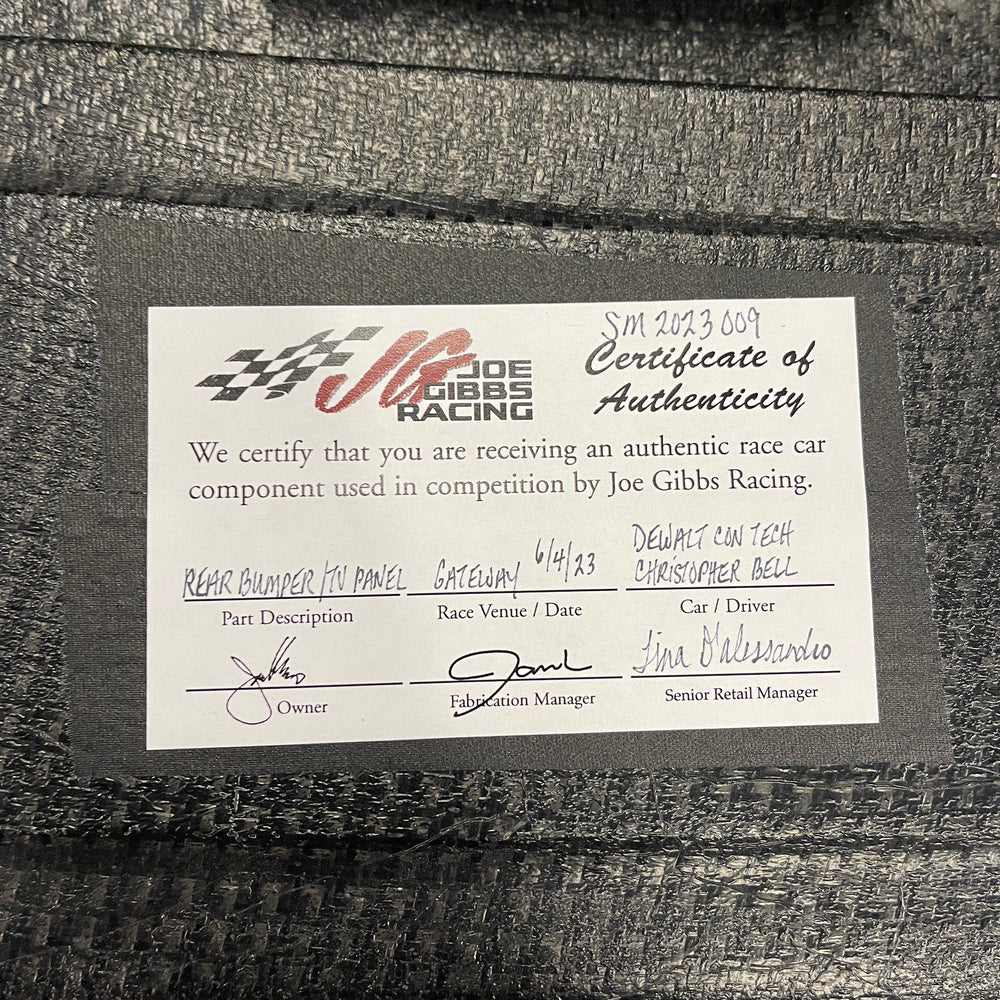 SM 2023 009
JG JOE
GIBBS
RACING
Certificate of
Authenticity
We certify that you are receiving an authentic race car
component used in competition by Joe Gibbs Racing.
REAR BUMPER/TV PANEL
Part Description
GATEWAY 6/4/23
Race Venue / Date
DEWALT CON TECH
CHRISTOPHER BELL
Car / Driver
Owner
Fabrication Manager
Tina D'Alessandro
Senior Retail Manager